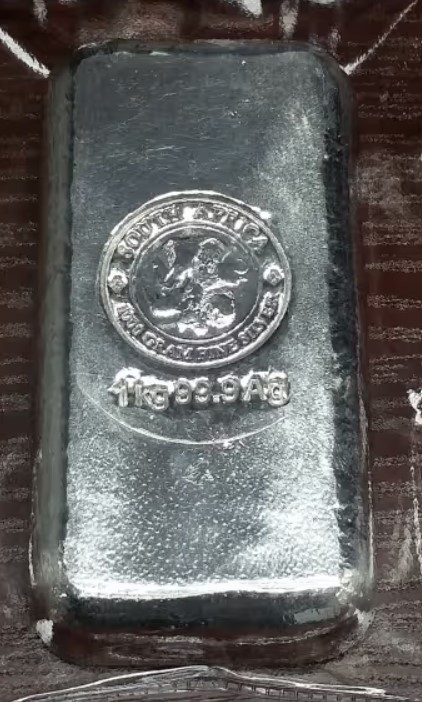 SOUTH AFRICA
1000 GRAM FINE SILVER
1kg 99.9 Ag